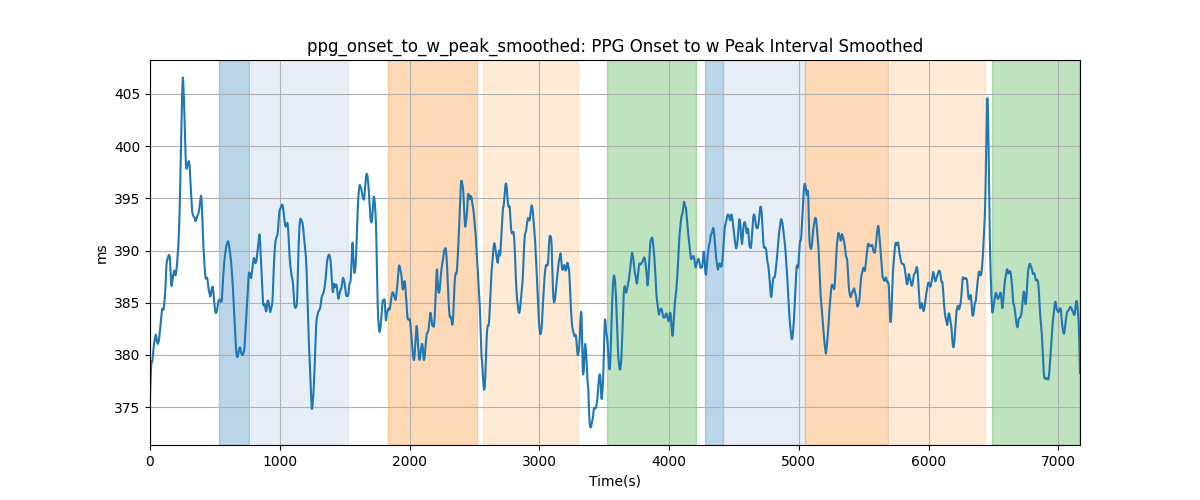 ppg_onset_to_w_peak_smoothed: PPG Onset to w Peak Interval Smoothed
405
400
395
390
385
380
375
ms
0 1000 2000 3000 4000 5000 6000 7000
Time(s)